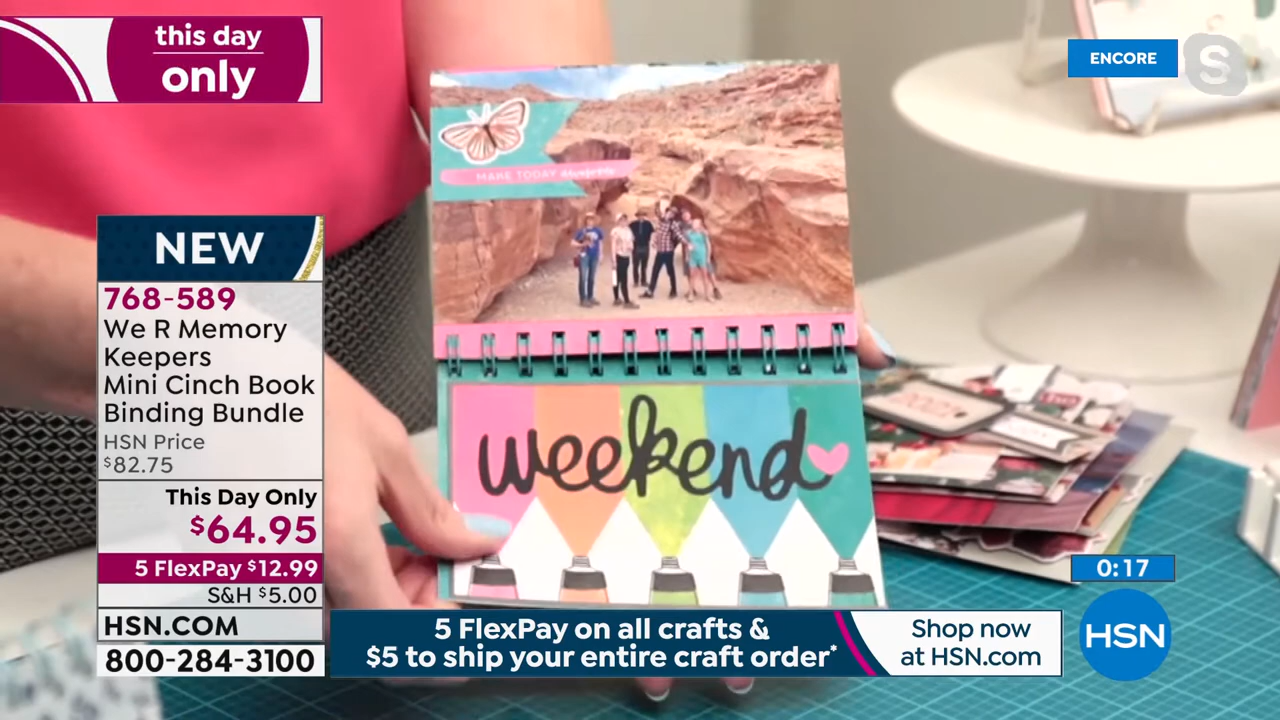 this day
only
ENCORE
S
MAKE TODAY
NEW
768-589
We R Memory
Keepers
Mini Cinch Book
Binding Bundle
HSN Price
$82.75
This Day Only
$64.95
5 FlexPay $12.99
S&H $5.00
HSN.COM
800-284-3100
weekend
0:17
5 FlexPay on all crafts &
$5 to ship your entire craft order*
Shop now
at HSN.com
HSN